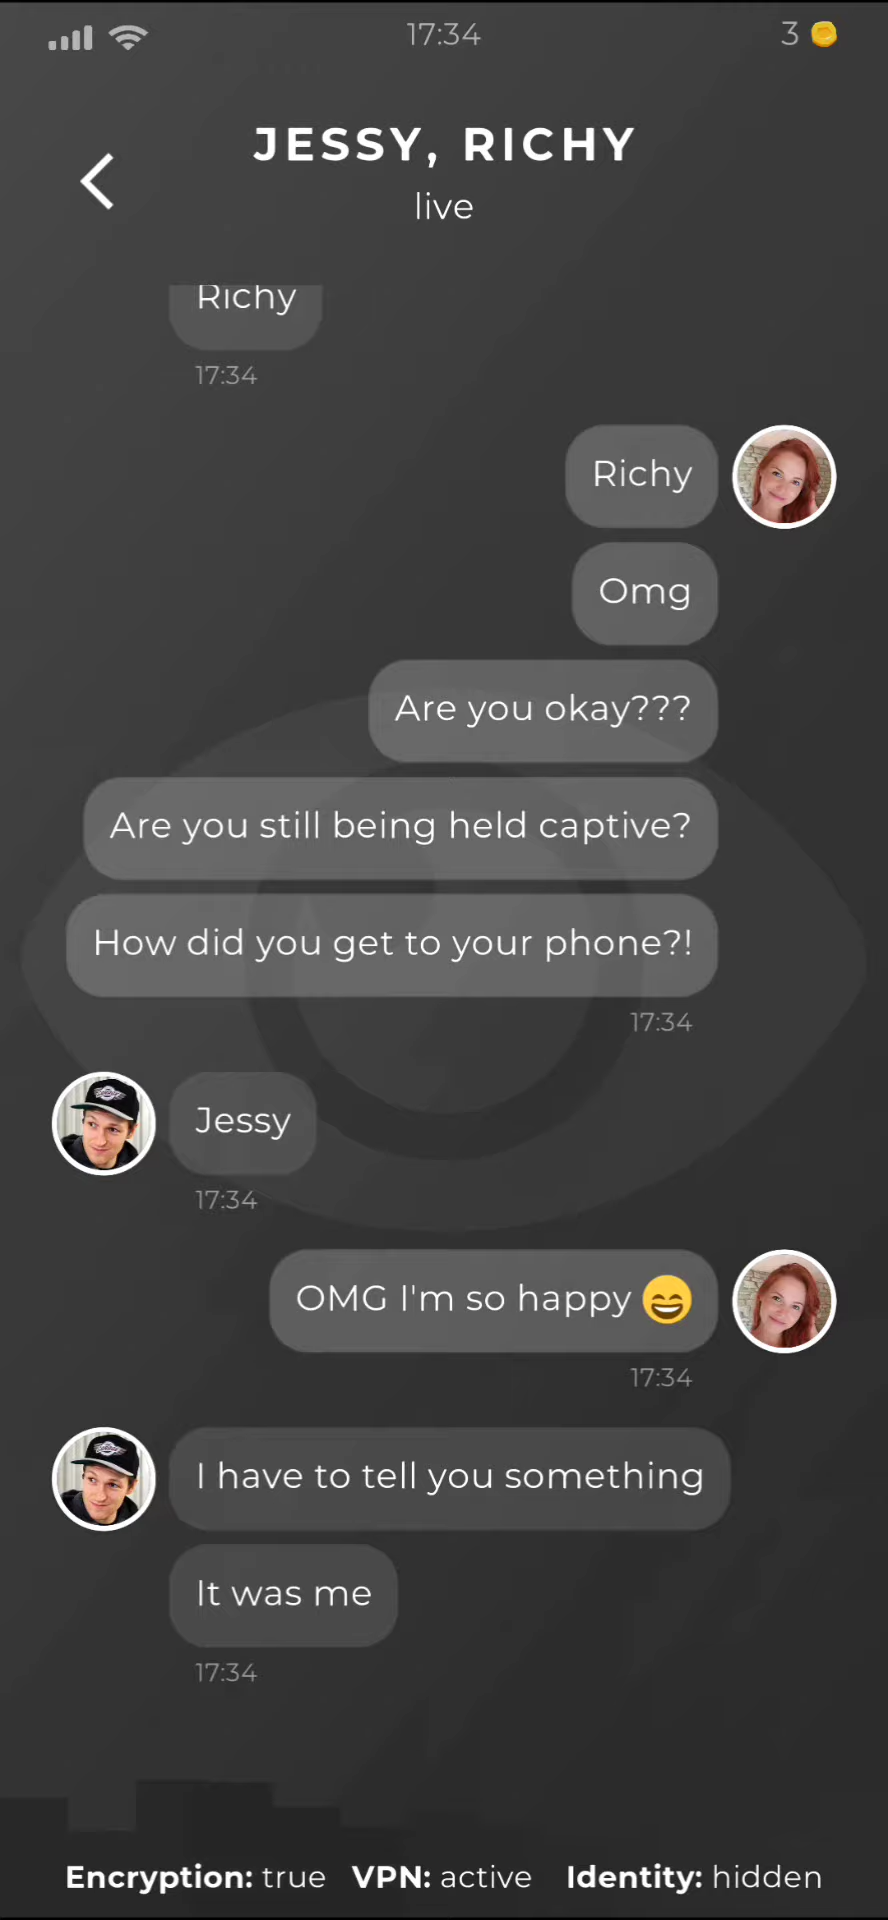 17:34
3
JESSY, RICHY
live
Richy
17:34
Richy
Omg
Are you okay???
Are you still being held captive?
How did you get to your phone?!
17:34
Jessy
17:34
OMG I'm so happy 😄
17:34
I have to tell you something
It was me
17:34
Encryption: true VPN: active Identity: hidden